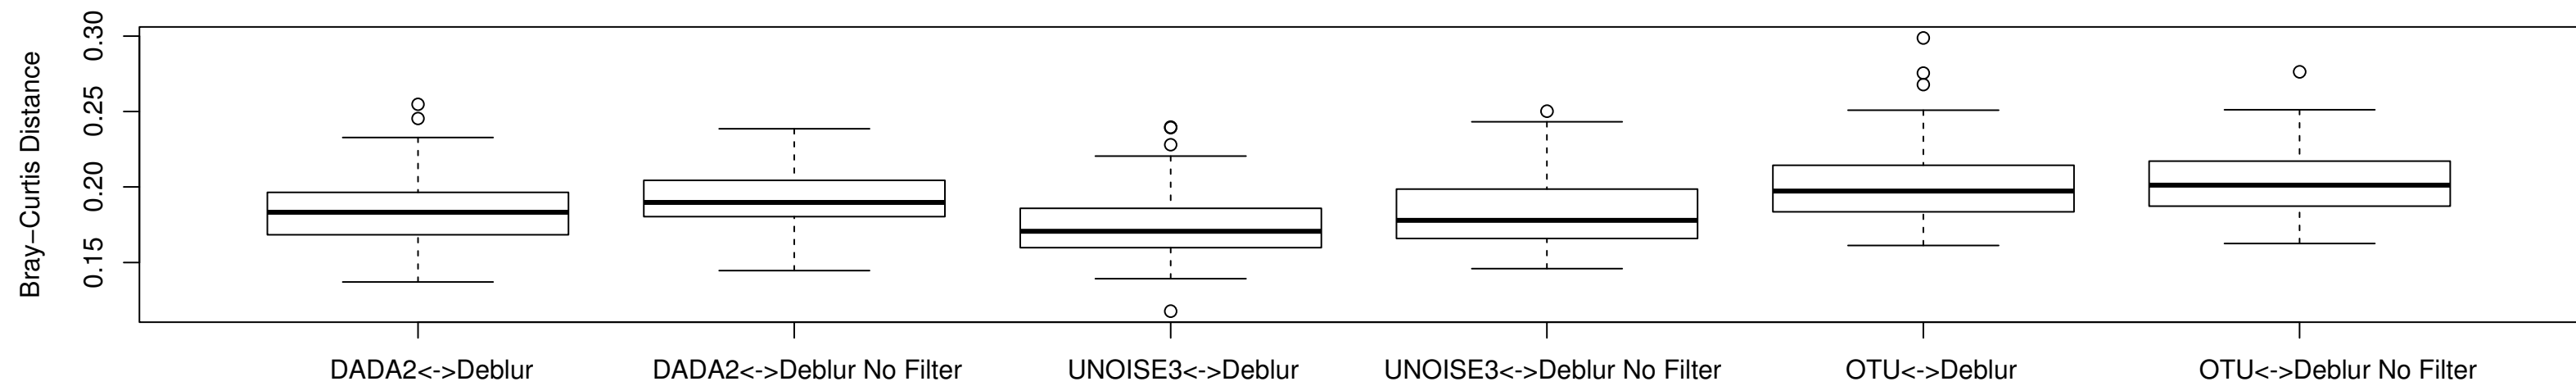 Bray−Curtis Distance
0.30
0.25
0.20
0.15
DADA2<->Deblur
DADA2<->Deblur No Filter
UNOISE3<->Deblur
UNOISE3<->Deblur No Filter
OTU<->Deblur
OTU<->Deblur No Filter